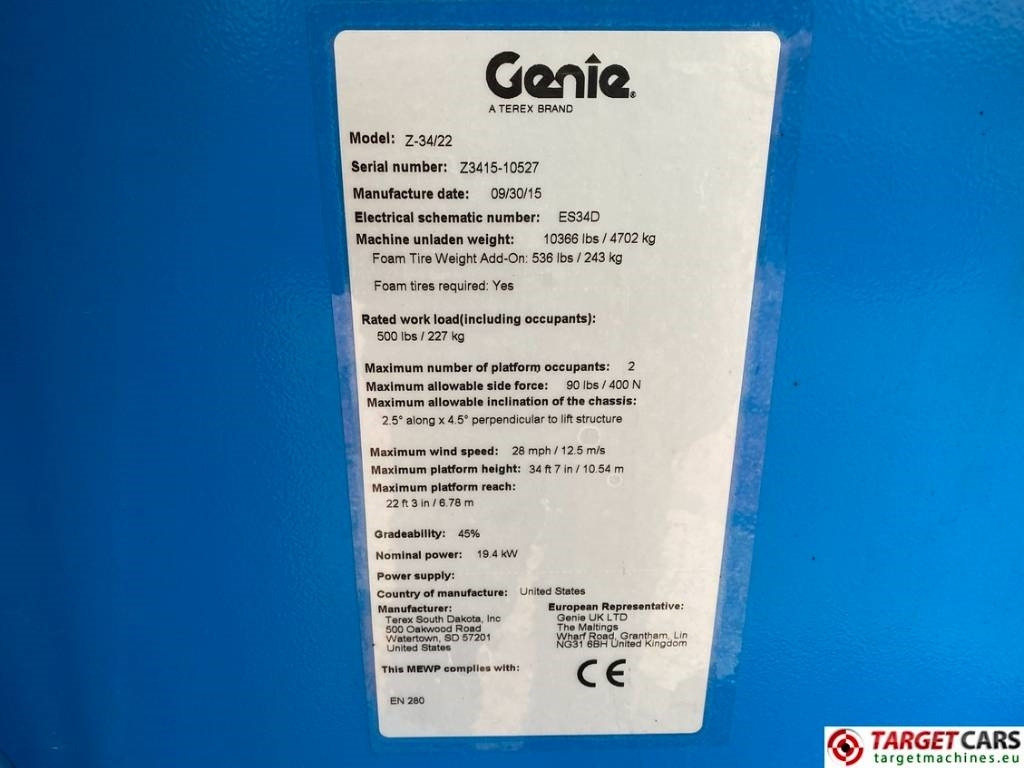 Genie®
A TEREX BRAND
Model: Z-34/22
Serial number: Z3415-10527
Manufacture date: 09/30/15
Electrical schematic number: ES34D
Machine unladen weight: 10366 lbs / 4702 kg
Foam Tire Weight Add-On: 536 lbs / 243 kg
Foam tires required: Yes
Rated work load(including occupants):
500 lbs / 227 kg
Maximum number of platform occupants: 2
Maximum allowable side force: 90 lbs / 400 N
Maximum allowable inclination of the chassis:
2.5° along x 4.5° perpendicular to lift structure
Maximum wind speed: 28 mph / 12.5 m/s
Maximum platform height: 34 ft 7 in / 10.54 m
Maximum platform reach:
22 ft 3 in / 6.78 m
Gradeability: 45%
Nominal power: 19.4 kW
Power supply:
Country of manufacture: United States
Manufacturer:
Terex South Dakota, Inc
500 Oakwood Road
Watertown, SD 57201
United States
European Representative:
Genie UK LTD
The Maltings
Wharf Road, Grantham, Lin
NG31 6BH United Kingdom
This MEWP complies with:
CE
EN 280
TARGETCARS
targetmachines.eu